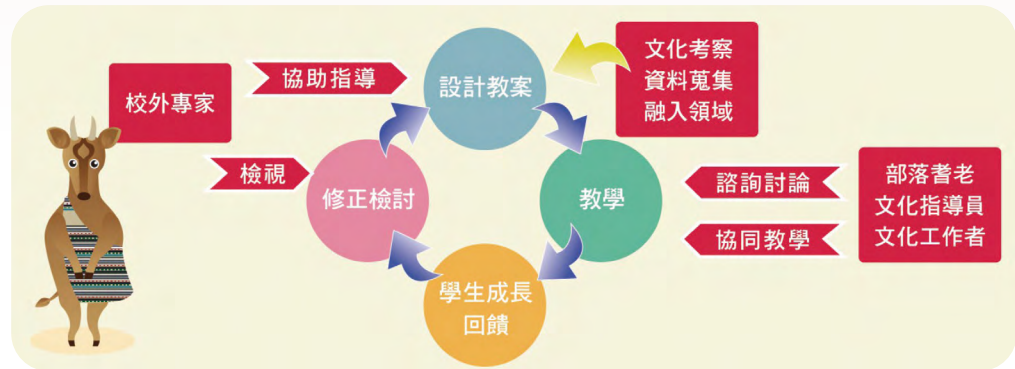 校外專家
協助指導
檢視
設計教案
文化考察
資料蒐集
融入領域
修正檢討
教學
諮詢討論
協同教學
部落耆老
文化指導員
文化工作者
學生成長
回饋